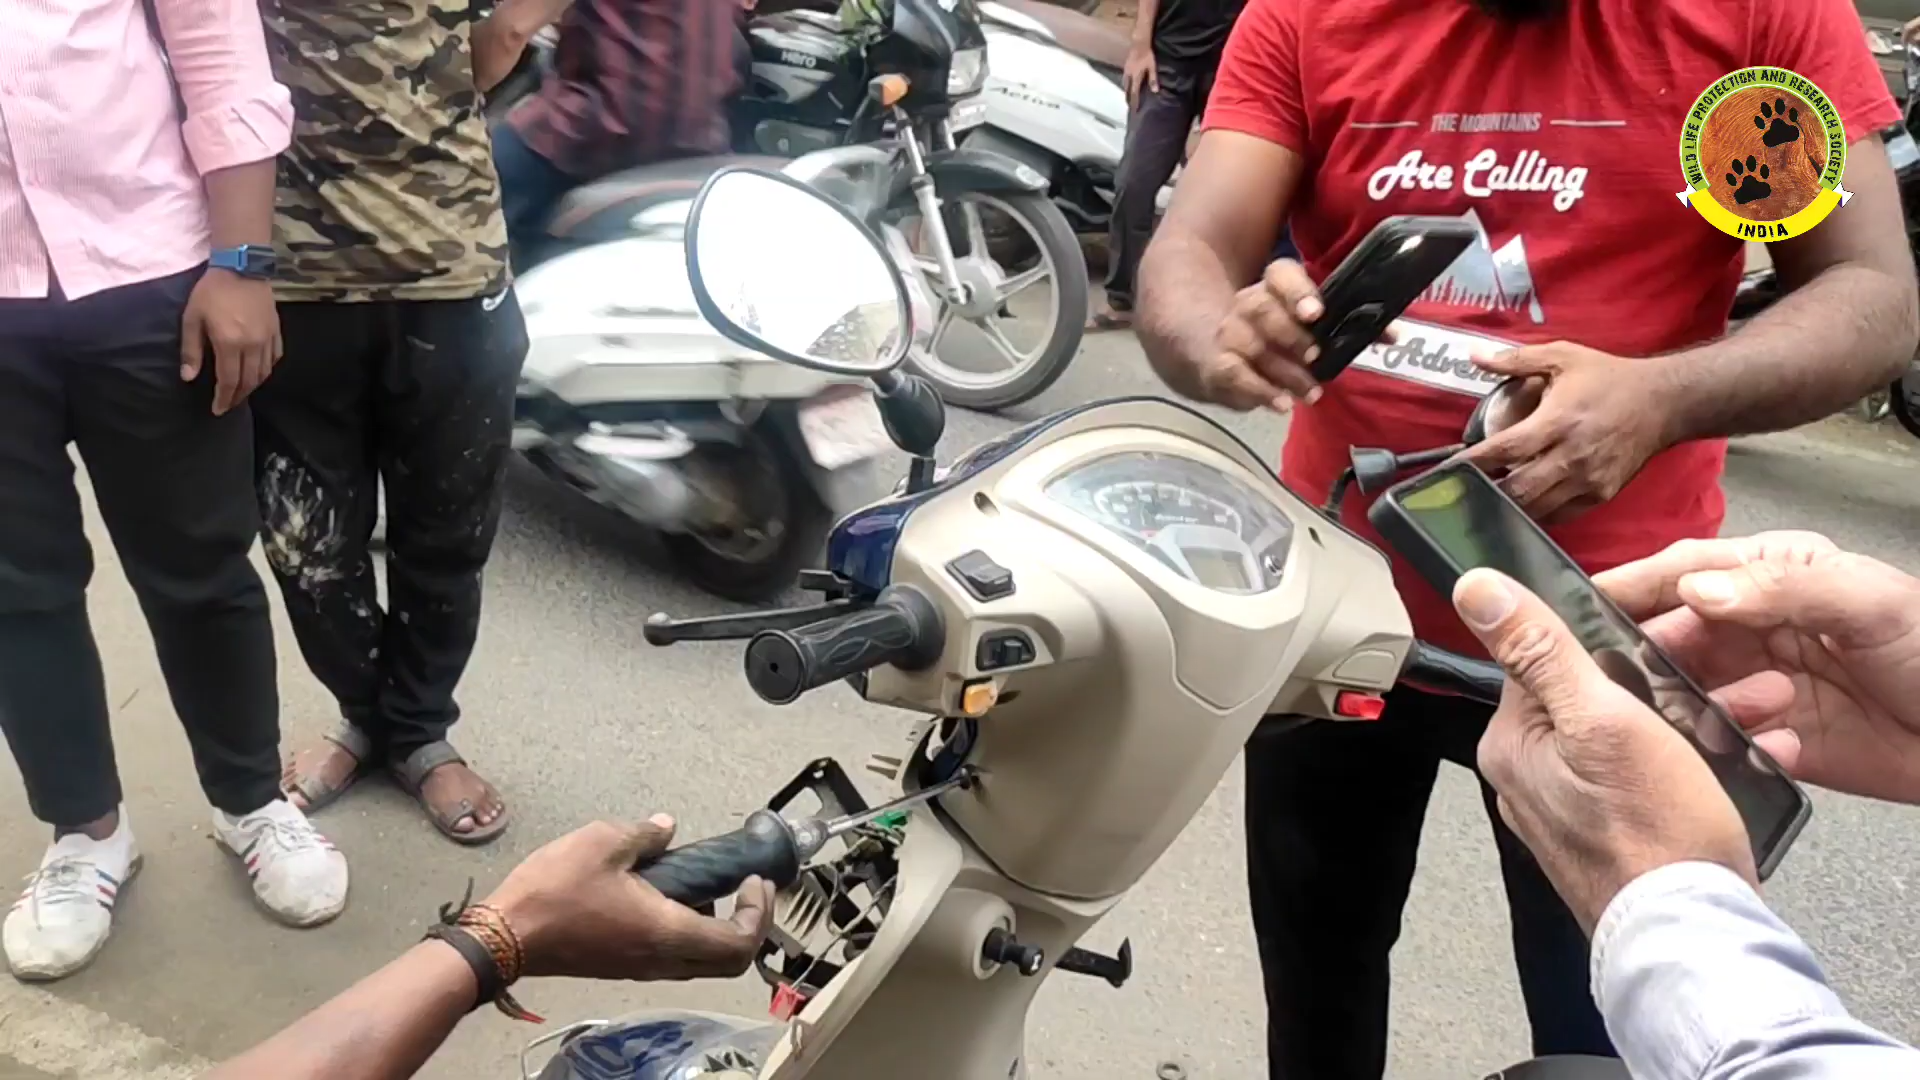 Hero
Activa
THE MOUNTAINS
Are Calling
WILD LIFE PROTECTION AND RESEARCH SOCIETY
INDIA